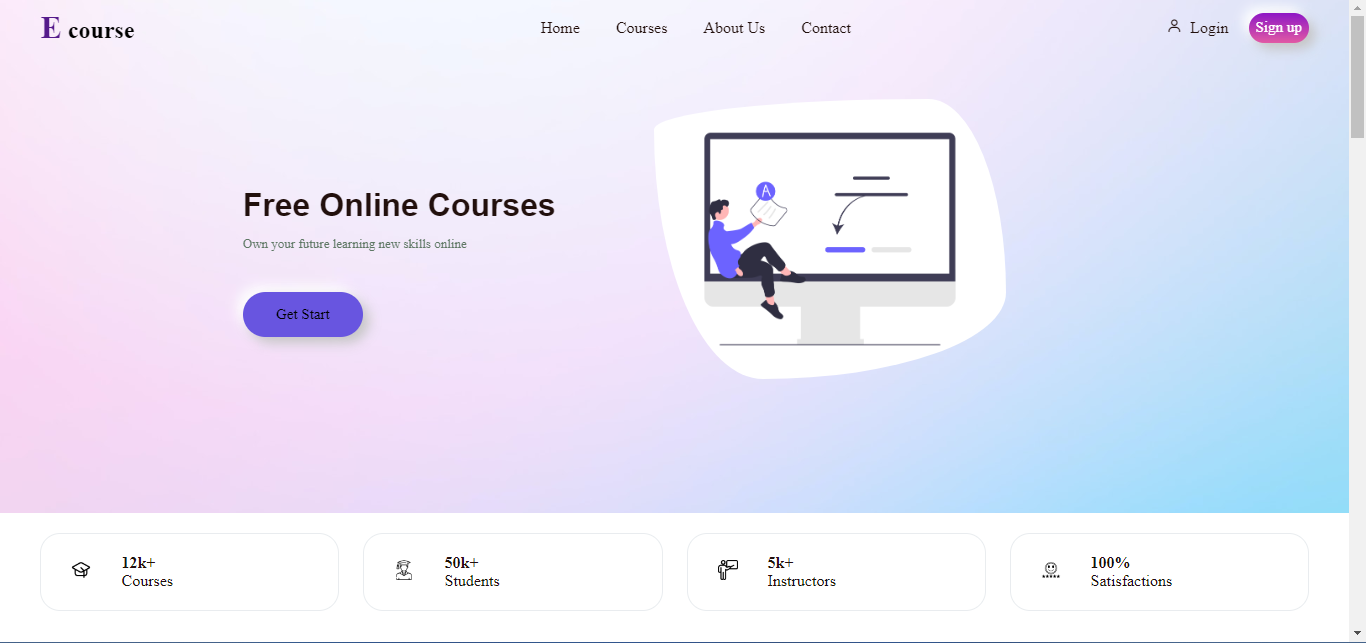 E course
Home
Courses
About Us
Contact
Login
Sign up
Free Online Courses
Own your future learning new skills online
Get Start
A
12k+
Courses
50k+
Students
5k+
Instructors
100%
Satisfactions